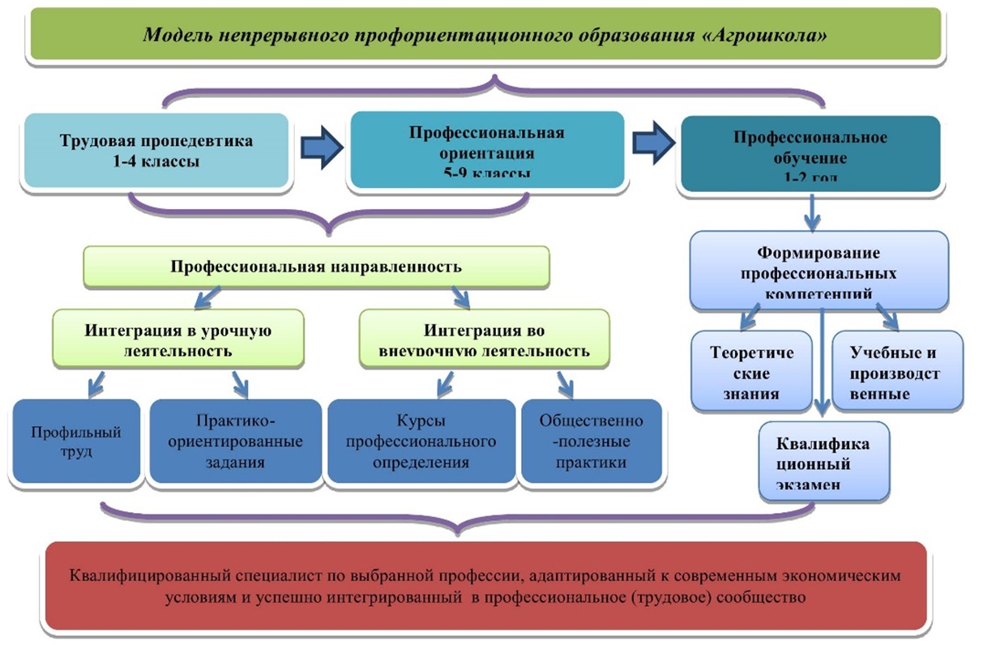 Модель непрерывного профориентационного образования «Агрошкола»
Трудовая пропедевтика
1-4 классы
Профессиональная
ориентация
5-9 классы
Профессиональное
обучение
1-2 год
Профессиональная направленность
Формирование
профессиональных
компетенций
Интеграция в урочную
деятельность
Интеграция во
внеурочную деятельность
Теоретиче
ские
знания
Учебные и
производст
венные
Профильный
труд
Практико-
ориентированные
задания
Курсы
профессионального
определения
Общественно
-полезные
практики
Квалифика
ционный
экзамен
Квалифицированный специалист по выбранной профессии, адаптированный к современным экономическим
условиям и успешно интегрированный в профессиональное (трудовое) сообщество